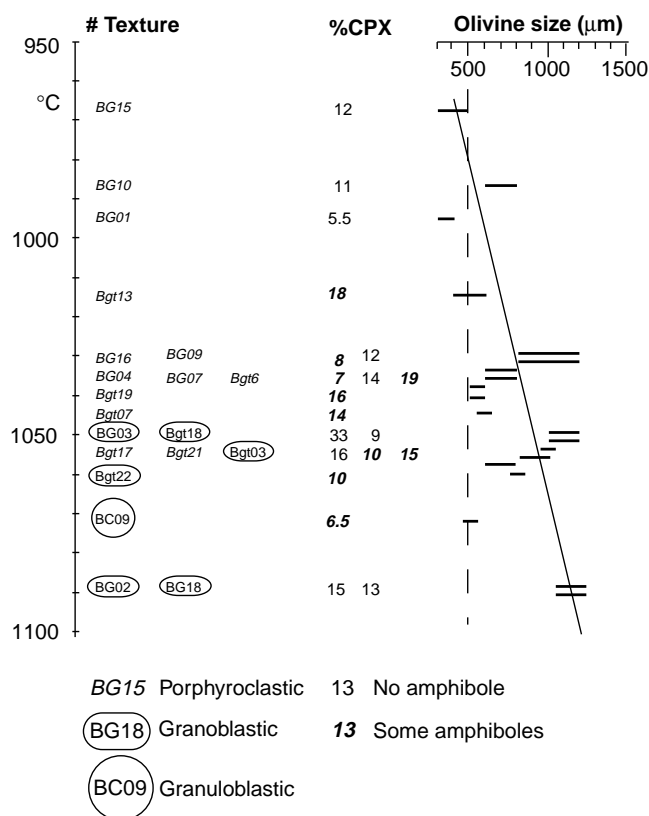 # Texture %CPX Olivine size (μm)
950
500 1000 1500
°C
BG15 12
BG10 11
BG01 5.5
1000
Bgt13 18
BG16 BG09 8 12
BG04 BG07 Bgt6 7 14 19
Bgt19 16
Bgt07 14
1050 BG03 Bgt18 33 9
Bgt17 Bgt21 Bgt03 16 10 15
Bgt22 10
BC09 6.5
BG02 BG18 15 13
1100
BG15 Porphyroclastic 13 No amphibole
BG18 Granoblastic 13 Some amphiboles
BC09 Granuloblastic